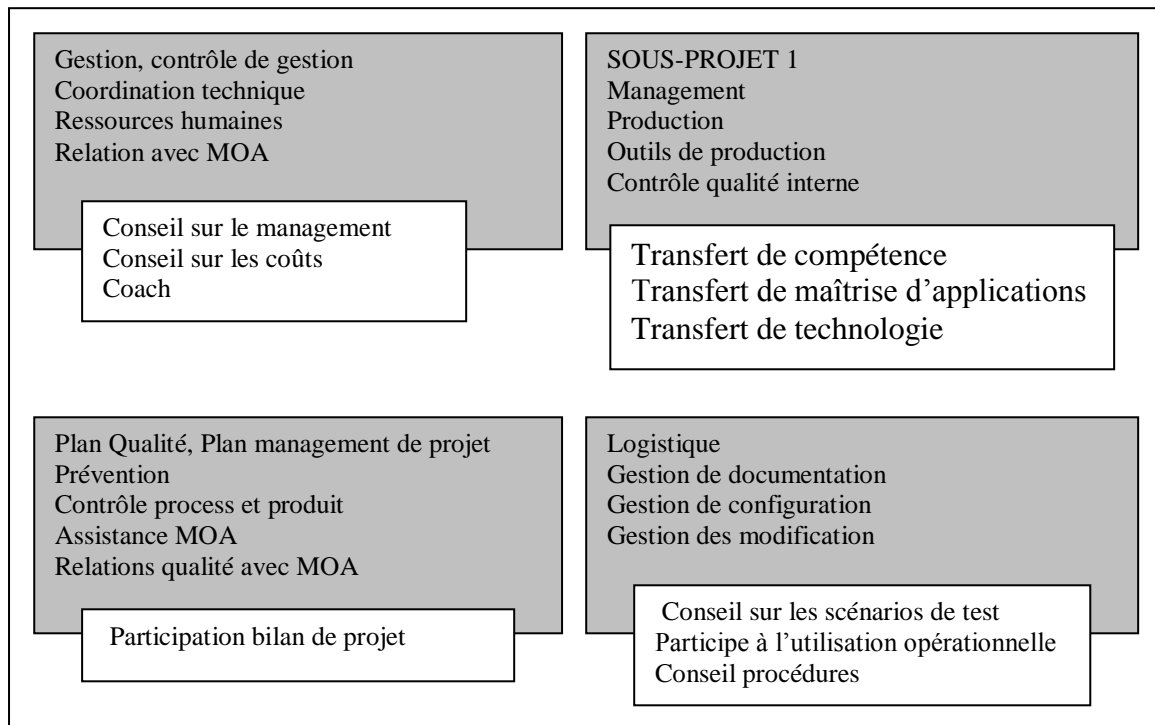 Gestion, contrôle de gestion
Coordination technique
Ressources humaines
Relation avec MOA
Conseil sur le management
Conseil sur les coûts
Coach
SOUS-PROJET 1
Management
Production
Outils de production
Contrôle qualité interne
Transfert de compétence
Transfert de maîtrise d’applications
Transfert de technologie
Plan Qualité, Plan management de projet
Prévention
Contrôle process et produit
Assistance MOA
Relations qualité avec MOA
Participation bilan de projet
Logistique
Gestion de documentation
Gestion de configuration
Gestion des modification
Conseil sur les scénarios de test
Participe à l’utilisation opérationnelle
Conseil procédures